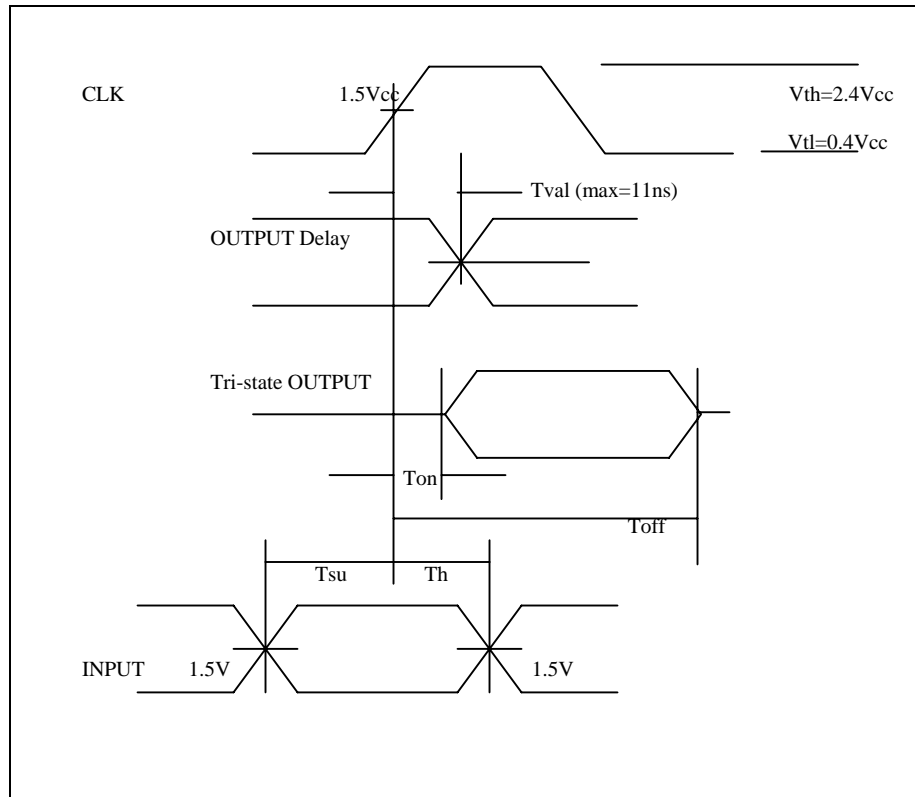 CLK 1.5Vcc Vth=2.4Vcc
Vtl=0.4Vcc
Tval (max=11ns)
OUTPUT Delay
Tri-state OUTPUT
Ton
Toff
Tsu Th
INPUT 1.5V 1.5V